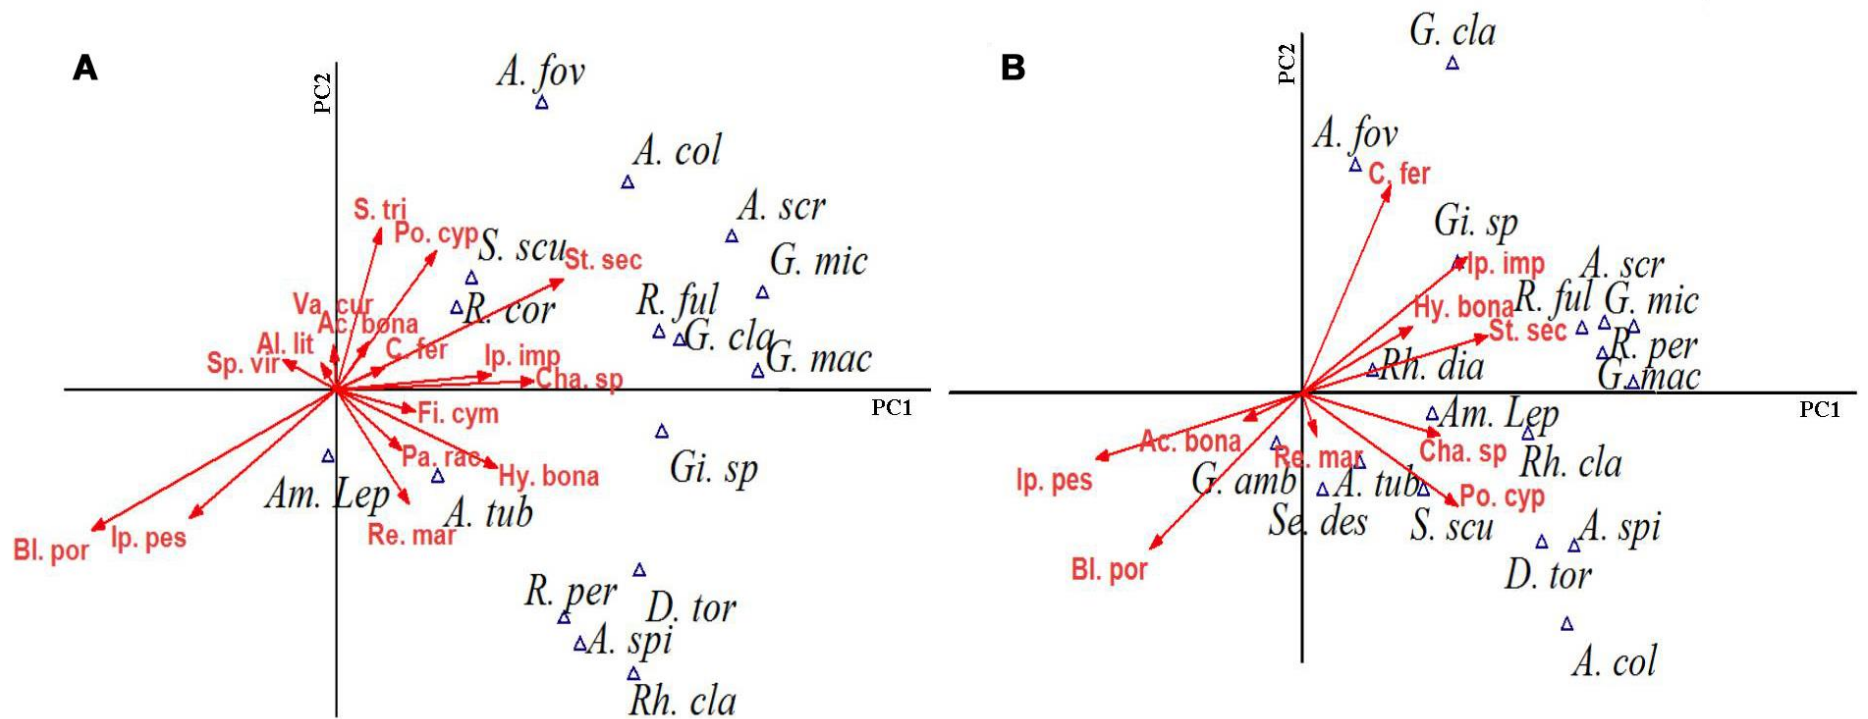 A
PC2
A. fov
A. col
S. tri
Po. cyp
A. scr
S. scu
St. sec
G. mic
Va. cur
R. cor
R. ful
Ac. bona
G. cla
Al. lit
C. fer
Sp. vir
Ip. imp
G. mac
Cha. sp
PC1
Fi. cym
Pa. rac
Gi. sp
Hy. bona
Am. Lep
A. tub
Re. mar
Ip. pes
Bl. por
R. per
D. tor
A. spi
Rh. cla
B
PC2
G. cla
A. fov
C. fer
Gi. sp
Ip. imp
A. scr
Hy. bona
R. ful
G. mic
St. sec
R. per
Rh. dia
G. mac
PC1
Am. Lep
Ac. bona
Re. mar
Cha. sp
Rh. cla
Ip. pes
G. amb
A. tub
Po. cyp
Se. des
S. scu
A. spi
Bl. por
D. tor
A. col